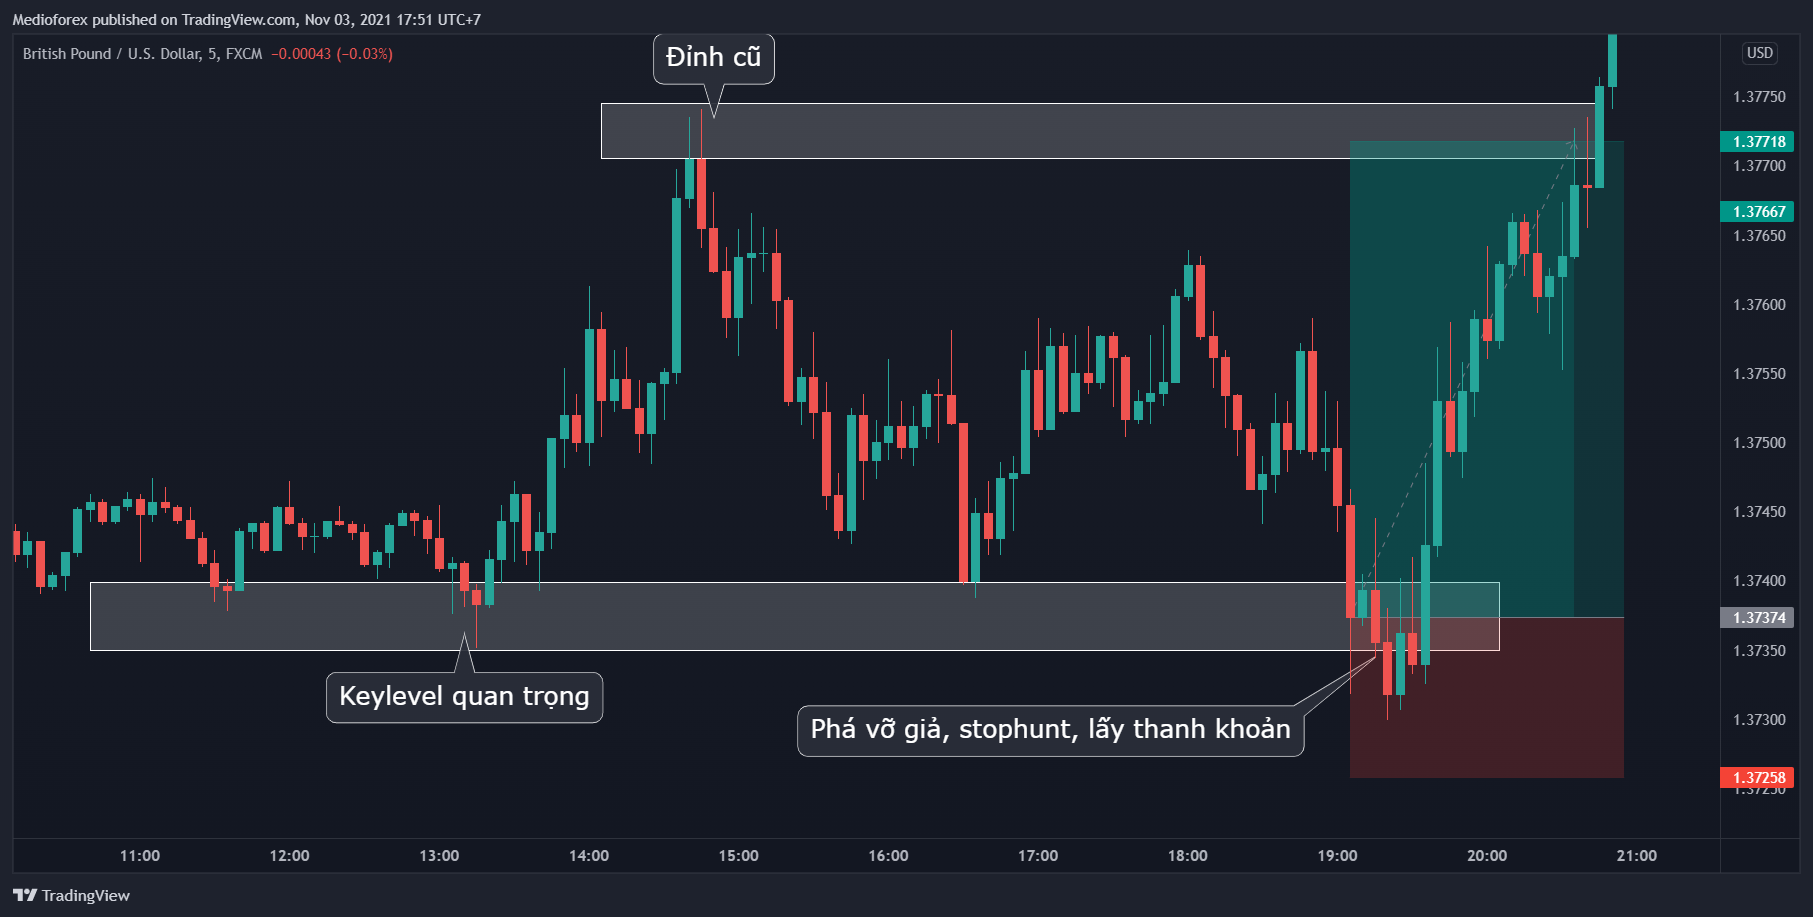 Medioforex published on TradingView.com, Nov 03, 2021 17:51 UTC+7
British Pound / U.S. Dollar, 5, FXCM −0.00043 (−0.03%)
USD
Đỉnh cũ
1.37750
1.37718
1.37700
1.37667
1.37650
1.37600
1.37550
1.37500
1.37450
1.37400
1.37374
1.37350
Keylevel quan trọng
1.37300
Phá vỡ giả, stophunt, lấy thanh khoản
1.37258
1.37250
11:00 12:00 13:00 14:00 15:00 16:00 17:00 18:00 19:00 20:00 21:00
TradingView